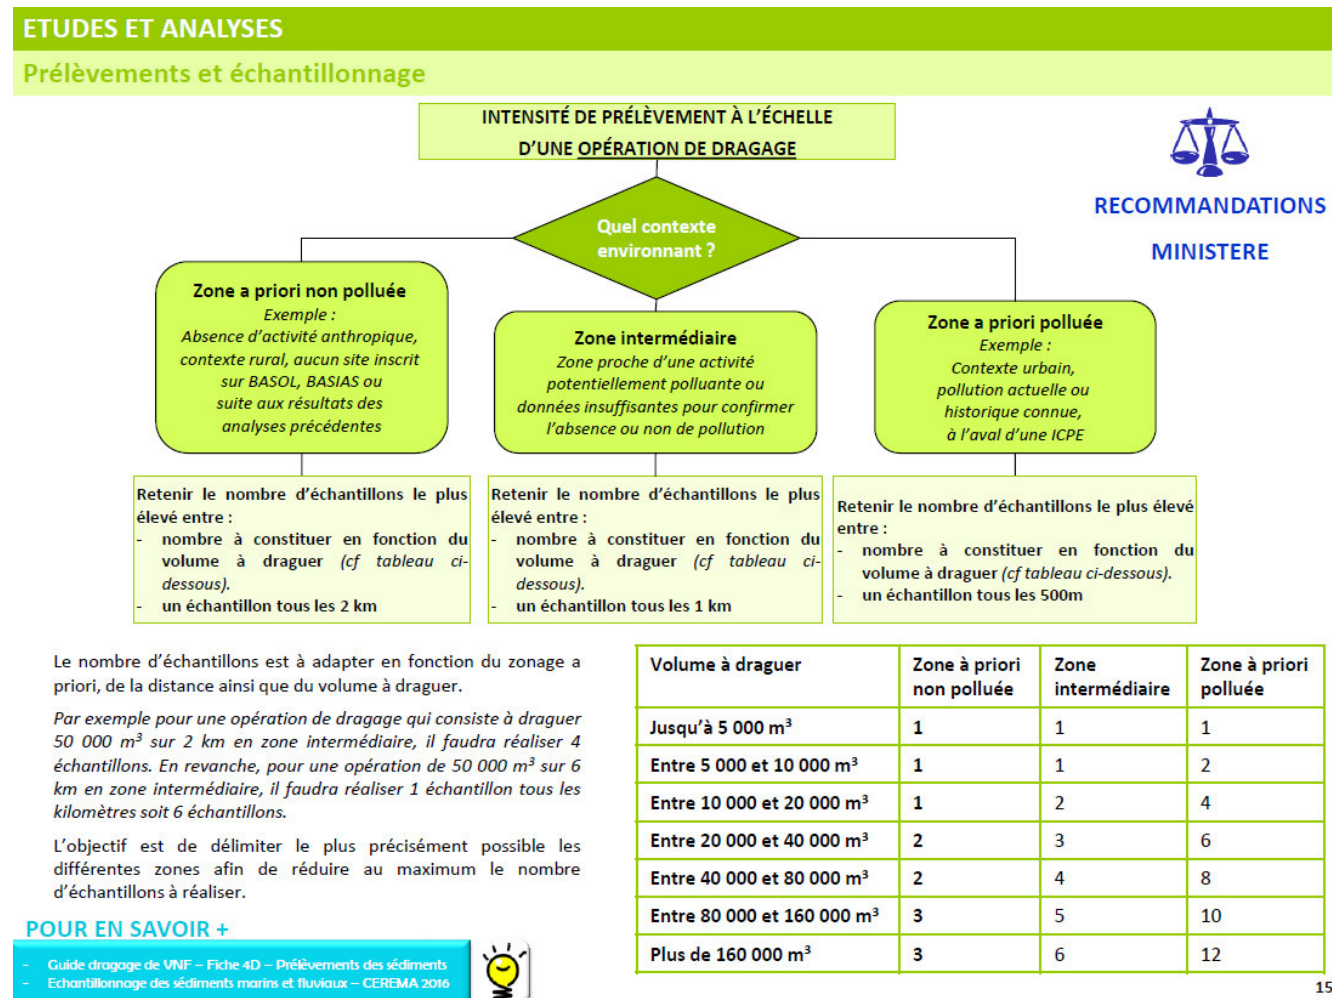 ETUDES ET ANALYSES
Prélèvements et échantillonnage
INTENSITÉ DE PRÉLÈVEMENT À L'ÉCHELLE
D'UNE OPÉRATION DE DRAGAGE
RECOMMANDATIONS
MINISTERE
Quel contexte
environnant ?
Zone a priori non polluée
Exemple :
Absence d'activité anthropique,
contexte rural, aucun site inscrit
sur BASOL, BASIAS ou
suite aux résultats des
analyses précédentes
Zone intermédiaire
Zone proche d'une activité
potentiellement polluante ou
données insuffisantes pour confirmer
l'absence ou non de pollution
Zone a priori polluée
Exemple :
Contexte urbain,
pollution actuelle ou
historique connue,
à l'aval d'une ICPE
Retenir le nombre d'échantillons le plus
élevé entre :
- nombre à constituer en fonction du
volume à draguer (cf tableau ci-
dessous).
- un échantillon tous les 2 km
Retenir le nombre d'échantillons le plus
élevé entre :
- nombre à constituer en fonction du
volume à draguer (cf tableau ci-
dessous).
- un échantillon tous les 1 km
Retenir le nombre d'échantillons le plus élevé
entre :
- nombre à constituer en fonction du
volume à draguer (cf tableau ci-dessous).
- un échantillon tous les 500m
Le nombre d'échantillons est à adapter en fonction du zonage a
priori, de la distance ainsi que du volume à draguer.
Par exemple pour une opération de dragage qui consiste à draguer
50 000 m³ sur 2 km en zone intermédiaire, il faudra réaliser 4
échantillons. En revanche, pour une opération de 50 000 m³ sur 6
km en zone intermédiaire, il faudra réaliser 1 échantillon tous les
kilomètres soit 6 échantillons.
L'objectif est de délimiter le plus précisément possible les
différentes zones afin de réduire au maximum le nombre
d'échantillons à réaliser.
POUR EN SAVOIR +
- Guide dragage de VNF – Fiche 4D – Prélèvements des sédiments
- Echantillonnage des sédiments marins et fluviaux – CEREMA 2016
Volume à draguer Zone à priori non polluée Zone intermédiaire Zone à priori polluée
Jusqu'à 5 000 m³ 1 1 1
Entre 5 000 et 10 000 m³ 1 1 2
Entre 10 000 et 20 000 m³ 1 2 4
Entre 20 000 et 40 000 m³ 2 3 6
Entre 40 000 et 80 000 m³ 2 4 8
Entre 80 000 et 160 000 m³ 3 5 10
Plus de 160 000 m³ 3 6 12
15